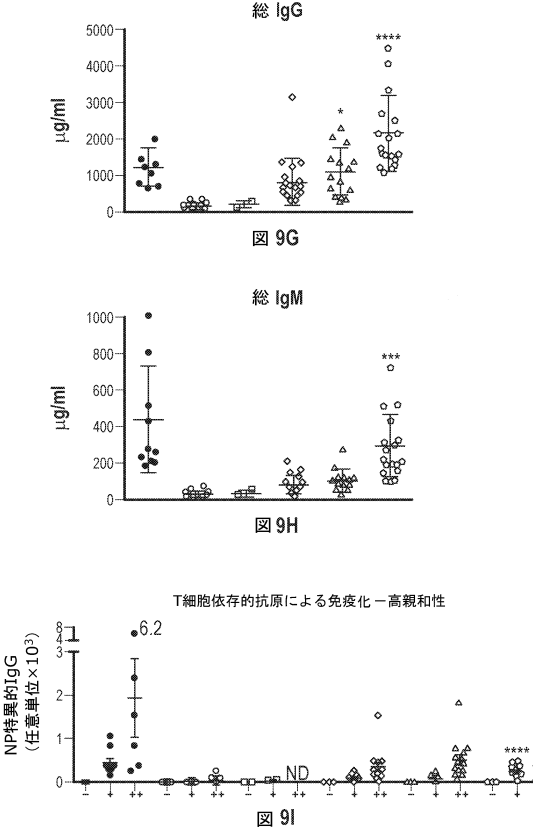 総 IgG
5000
4000
3000
2000
1000
0
μg/ml
*
****
図 9G
総 IgM
1000
800
600
400
200
0
μg/ml
***
図 9H
T細胞依存的抗原による免疫化 ー高親和性
8
4
3
2
1
0
NP特異的IgG
(任意単位×10³)
6.2
ND
****
− + ++ − + ++ − + ++ − + ++ − + ++ − +
図 9I